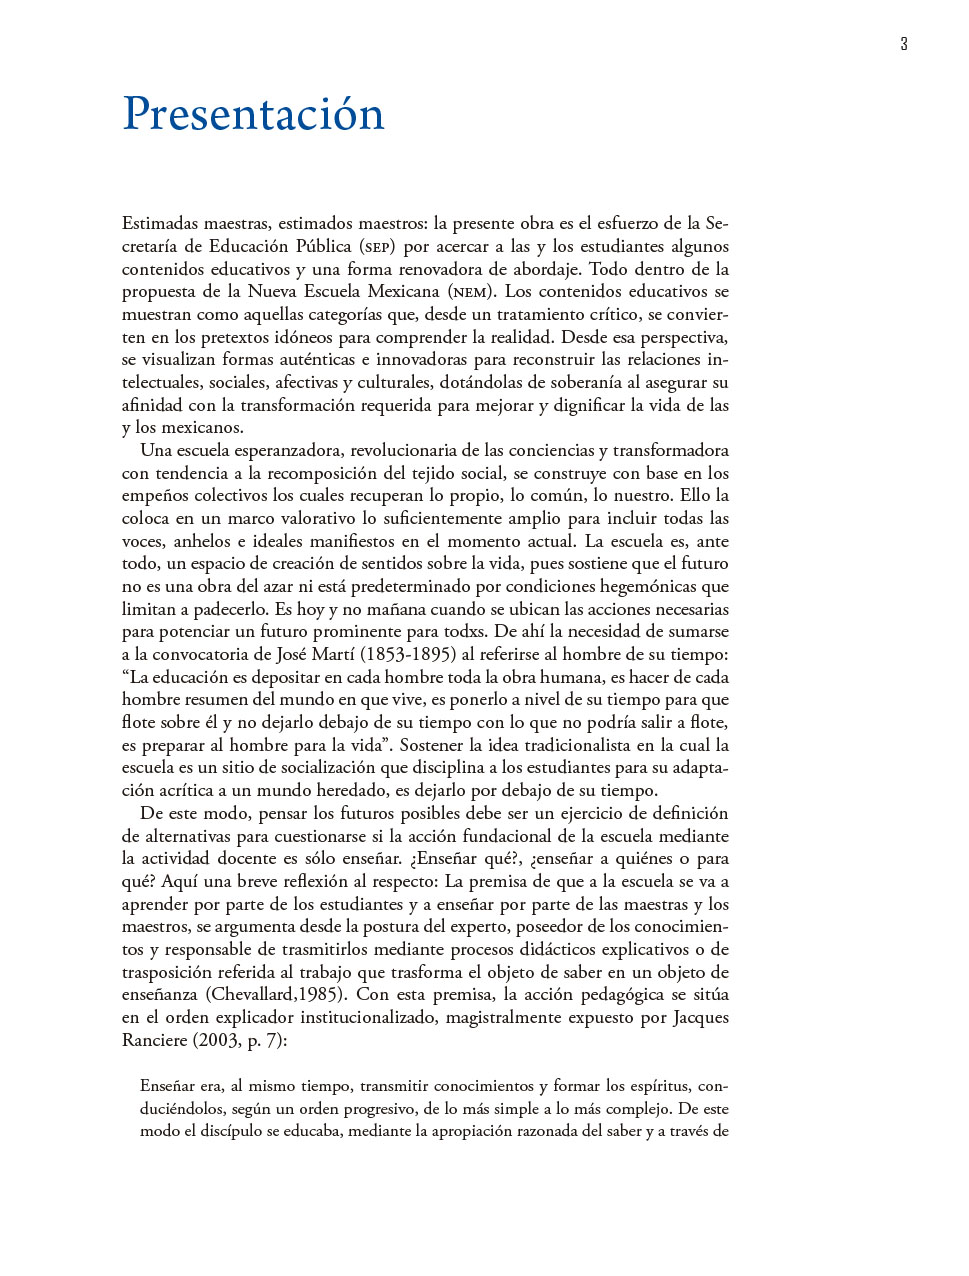 3
Presentación
Estimadas maestras, estimados maestros: la presente obra es el esfuerzo de la Se-
cretaría de Educación Pública (SEP) por acercar a las y los estudiantes algunos
contenidos educativos y una forma renovadora de abordaje. Todo dentro de la
propuesta de la Nueva Escuela Mexicana (NEM). Los contenidos educativos se
muestran como aquellas categorías que, desde un tratamiento crítico, se convier-
ten en los pretextos idóneos para comprender la realidad. Desde esa perspectiva,
se visualizan formas auténticas e innovadoras para reconstruir las relaciones in-
telectuales, sociales, afectivas y culturales, dotándolas de soberanía al asegurar su
afinidad con la transformación requerida para mejorar y dignificar la vida de las
y los mexicanos.
Una escuela esperanzadora, revolucionaria de las conciencias y transformadora
con tendencia a la recomposición del tejido social, se construye con base en los
empeños colectivos los cuales recuperan lo propio, lo común, lo nuestro. Ello la
coloca en un marco valorativo lo suficientemente amplio para incluir todas las
voces, anhelos e ideales manifiestos en el momento actual. La escuela es, ante
todo, un espacio de creación de sentidos sobre la vida, pues sostiene que el futuro
no es una obra del azar ni está predeterminado por condiciones hegemónicas que
limitan a padecerlo. Es hoy y no mañana cuando se ubican las acciones necesarias
para potenciar un futuro prominente para todxs. De ahí la necesidad de sumarse
a la convocatoria de José Martí (1853-1895) al referirse al hombre de su tiempo:
“La educación es depositar en cada hombre toda la obra humana, es hacer de cada
hombre resumen del mundo en que vive, es ponerlo a nivel de su tiempo para que
flote sobre él y no dejarlo debajo de su tiempo con lo que no podría salir a flote,
es preparar al hombre para la vida”. Sostener la idea tradicionalista en la cual la
escuela es un sitio de socialización que disciplina a los estudiantes para su adapta-
ción acrítica a un mundo heredado, es dejarlo por debajo de su tiempo.
De este modo, pensar los futuros posibles debe ser un ejercicio de definición
de alternativas para cuestionarse si la acción fundacional de la escuela mediante
la actividad docente es sólo enseñar. ¿Enseñar qué?, ¿enseñar a quiénes o para
qué? Aquí una breve reflexión al respecto: La premisa de que a la escuela se va a
aprender por parte de los estudiantes y a enseñar por parte de las maestras y los
maestros, se argumenta desde la postura del experto, poseedor de los conocimien-
tos y responsable de trasmitirlos mediante procesos didácticos explicativos o de
trasposición referida al trabajo que trasforma el objeto de saber en un objeto de
enseñanza (Chevallard,1985). Con esta premisa, la acción pedagógica se sitúa
en el orden explicador institucionalizado, magistralmente expuesto por Jacques
Ranciere (2003, p. 7):
Enseñar era, al mismo tiempo, transmitir conocimientos y formar los espíritus, con-
duciéndolos, según un orden progresivo, de lo más simple a lo más complejo. De este
modo el discípulo se educaba, mediante la apropiación razonada del saber y a través de